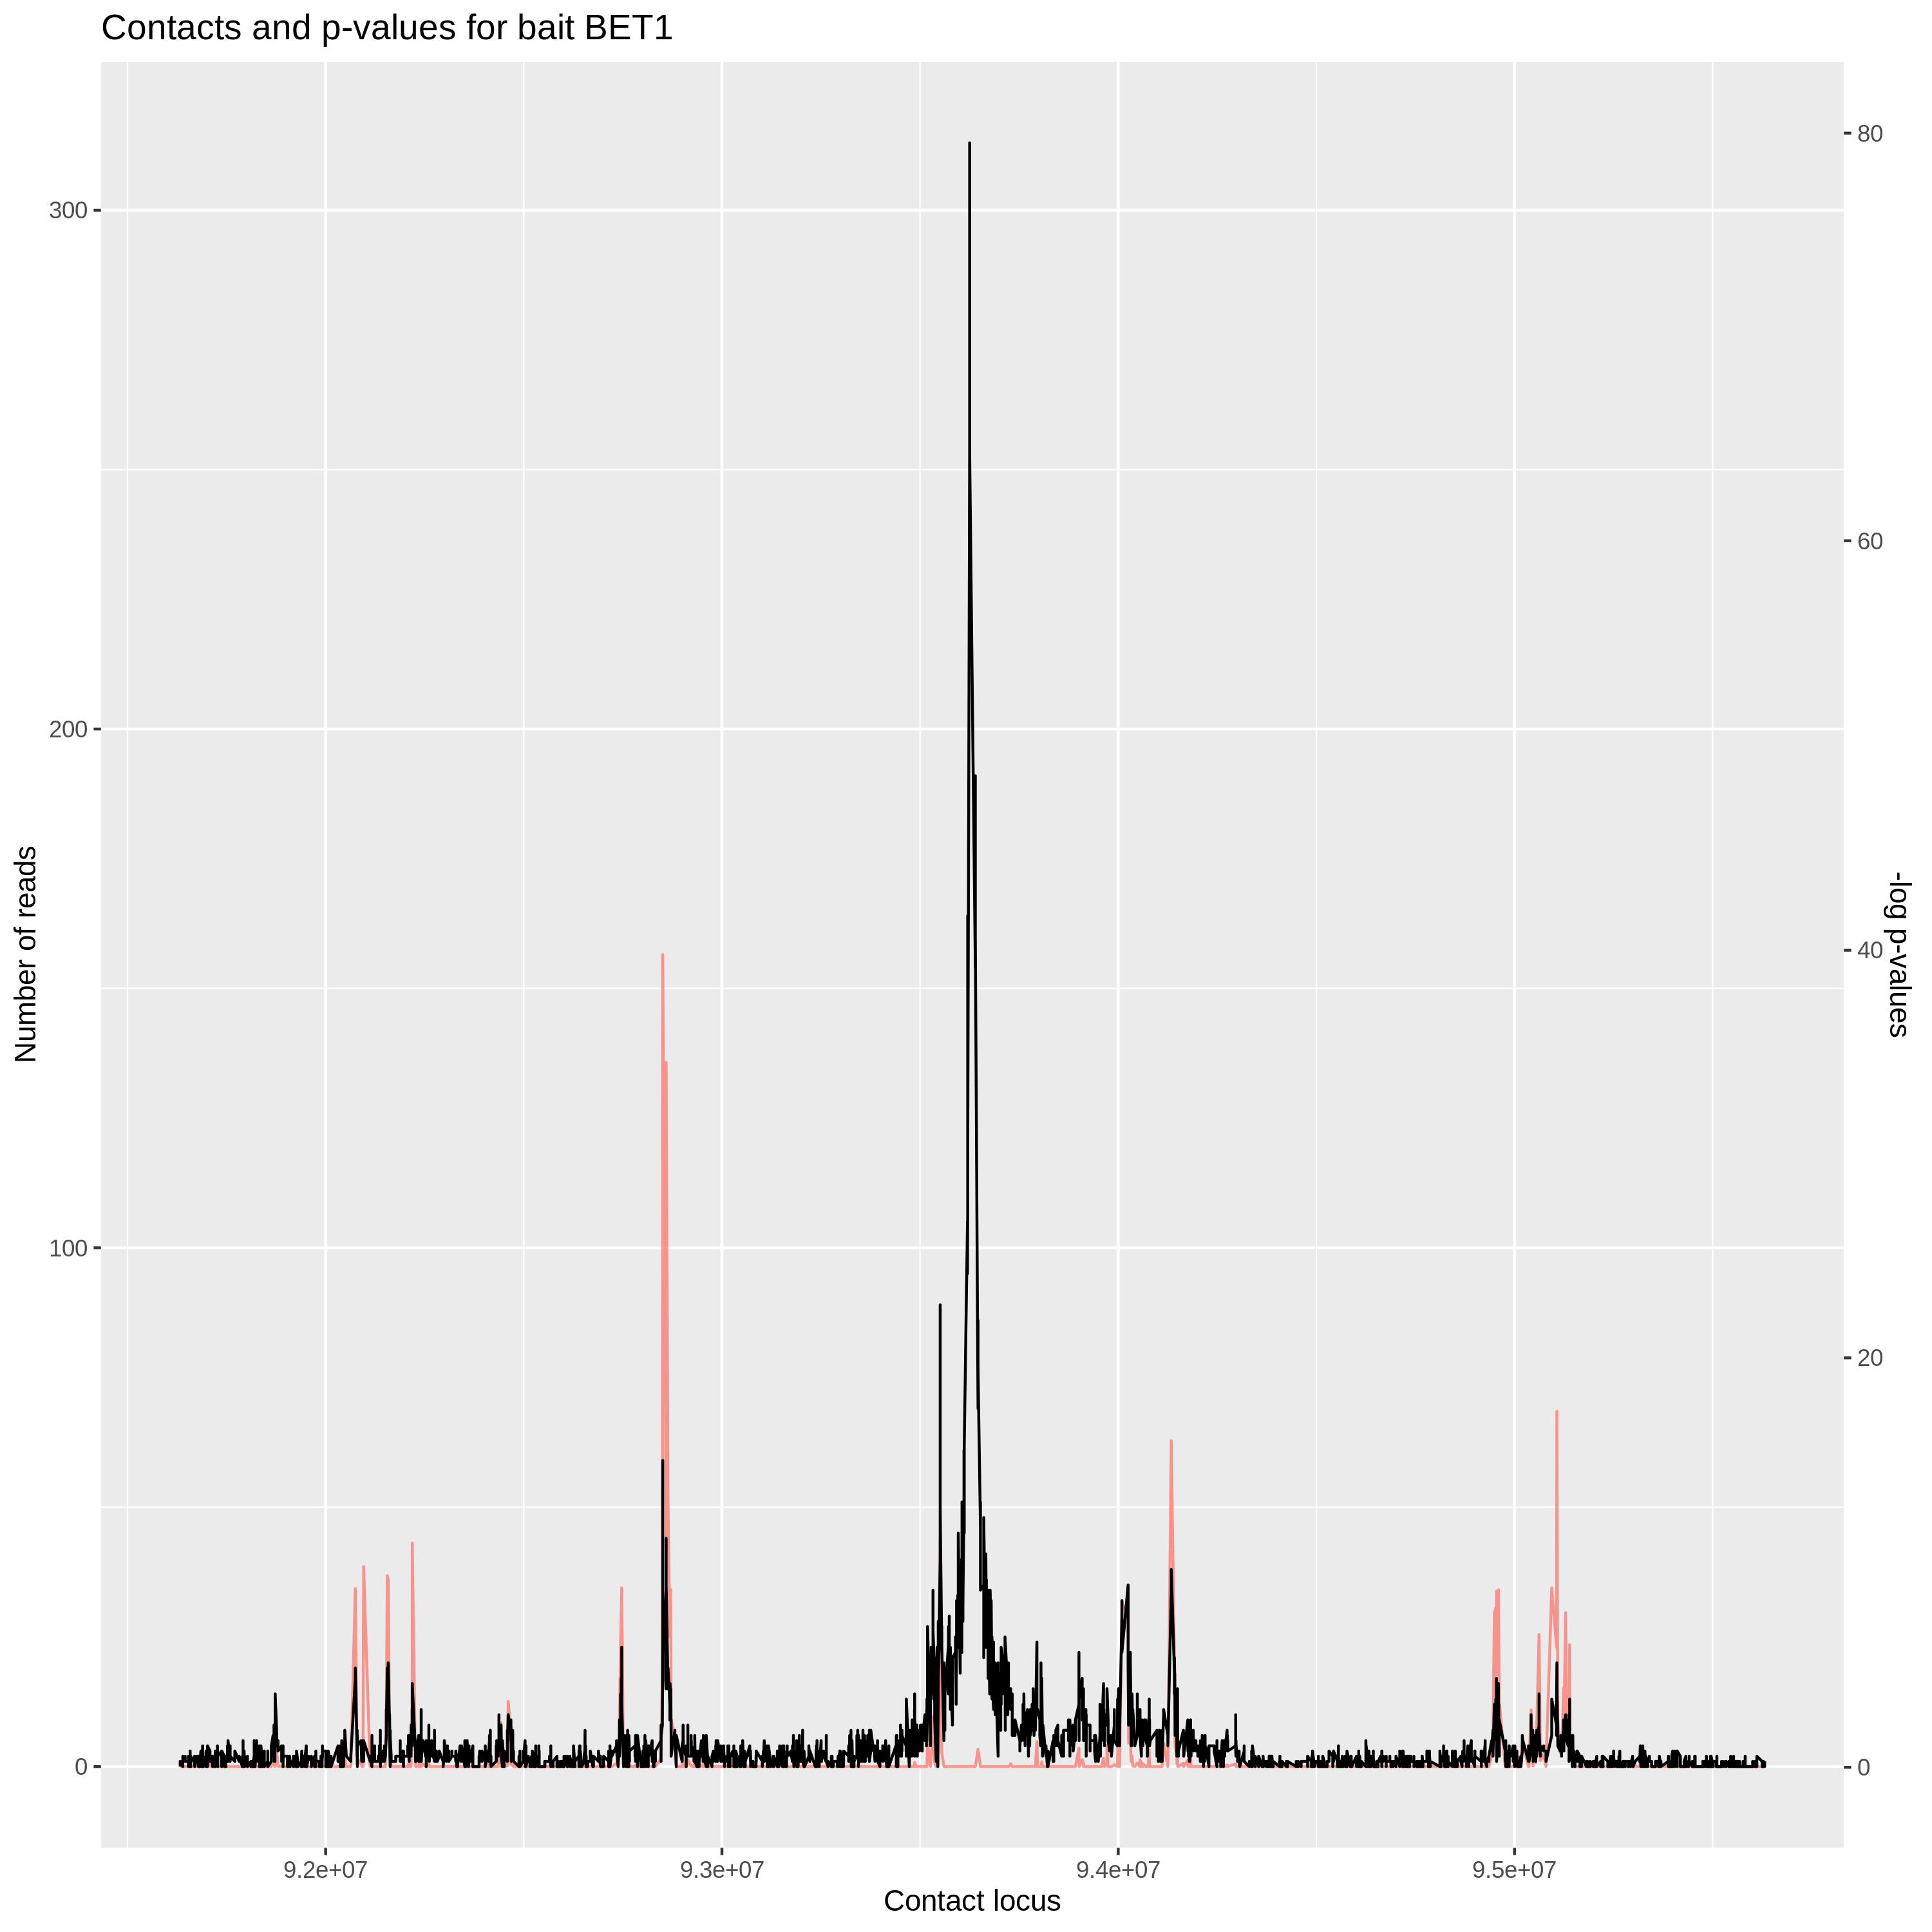 Contacts and p-values for bait BET1
300
200
100
0
80
60
40
20
0
Number of reads
-log p-values
9.2e+07
9.3e+07
9.4e+07
9.5e+07
Contact locus